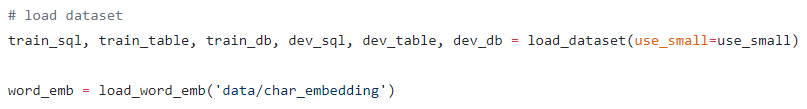 # load dataset
train_sql, train_table, train_db, dev_sql, dev_table, dev_db = load_dataset(use_small=use_small)
word_emb = load_word_emb('data/char_embedding')